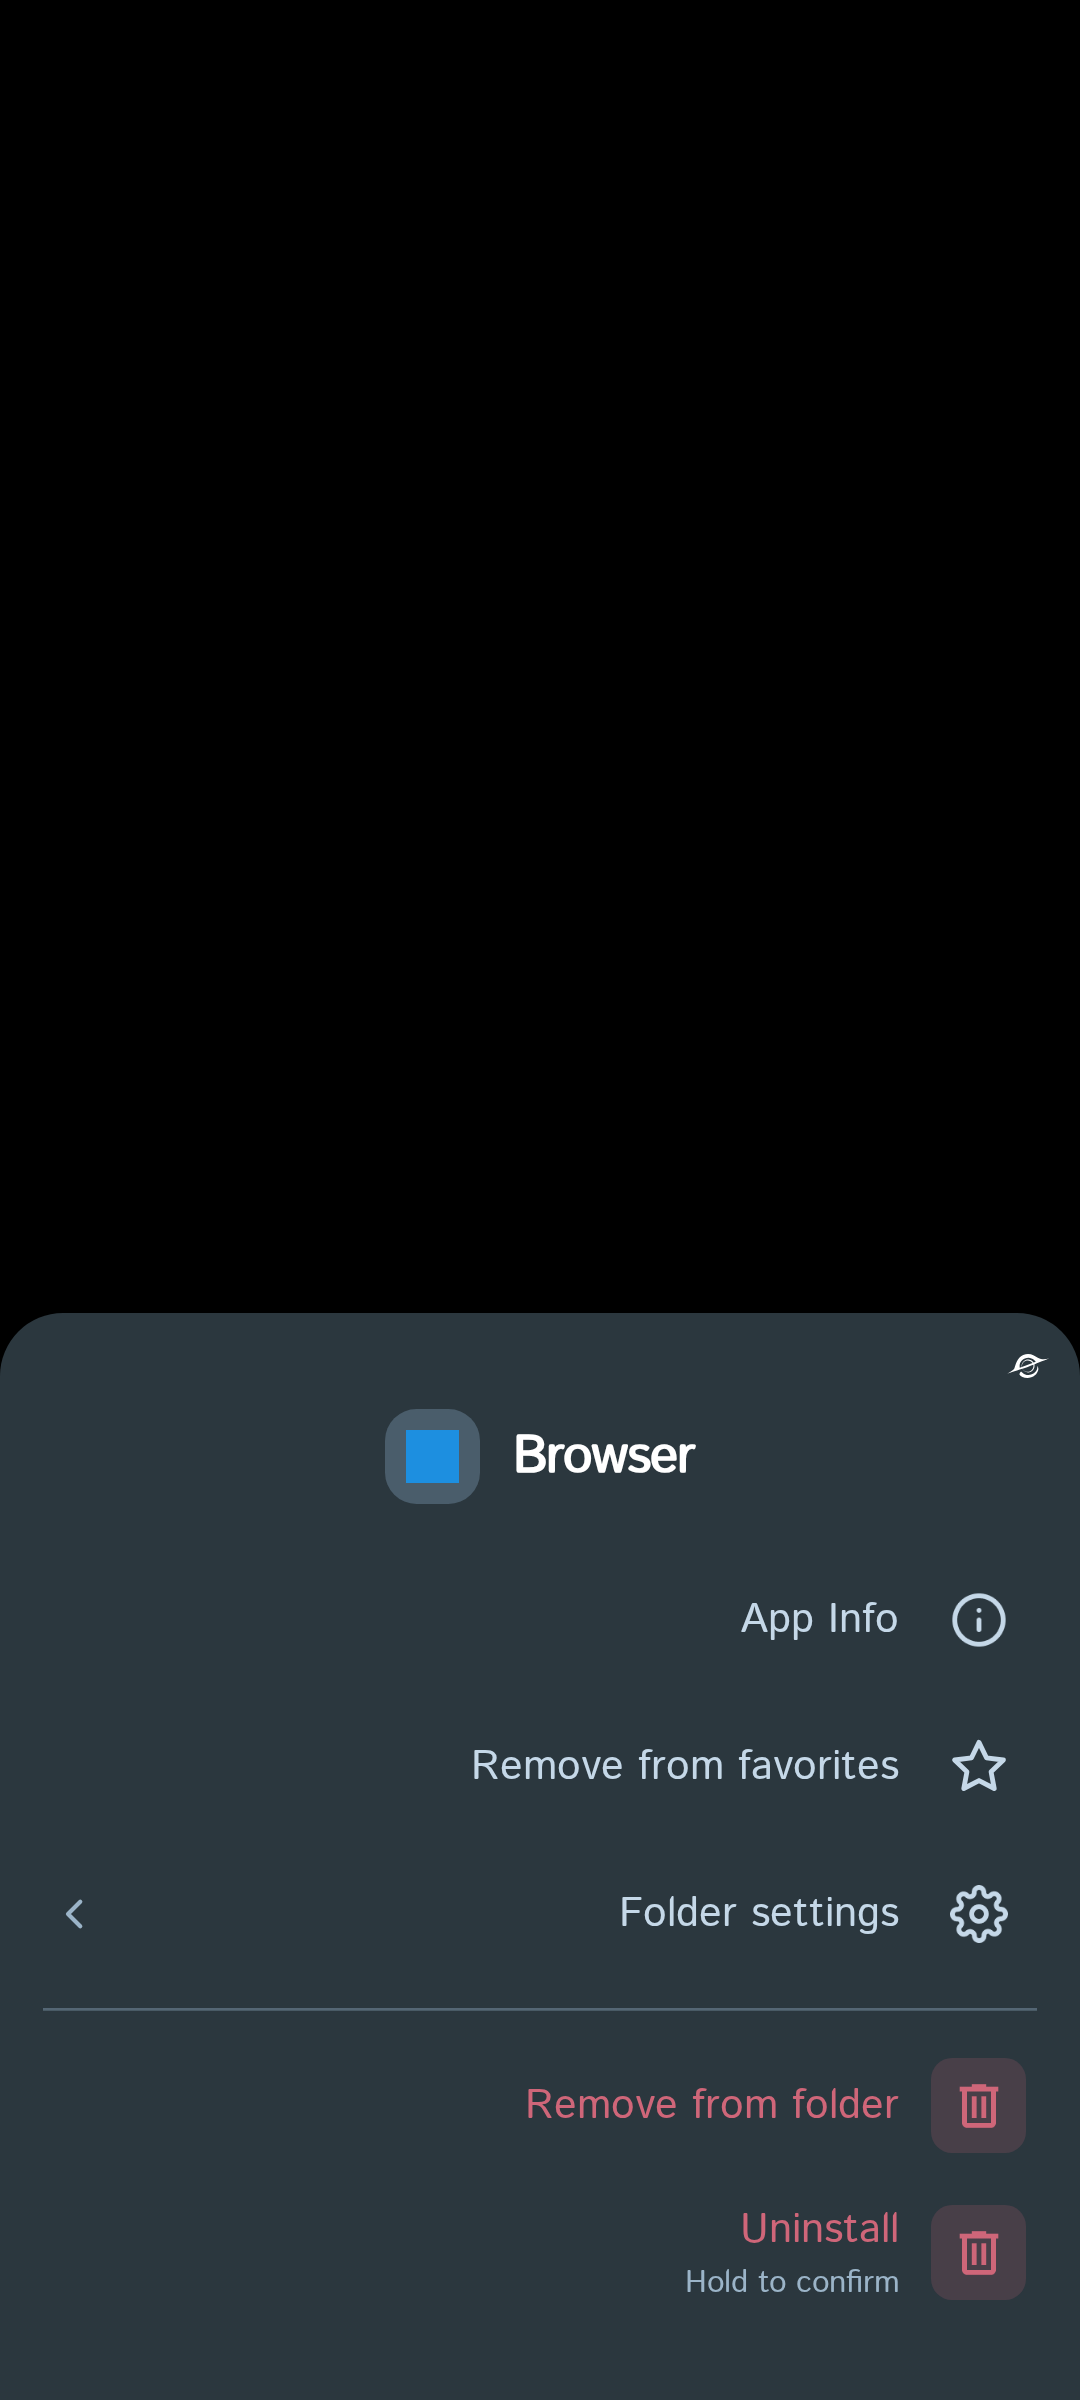 Browser
App Info
Remove from favorites
Folder settings
Remove from folder
Uninstall
Hold to confirm